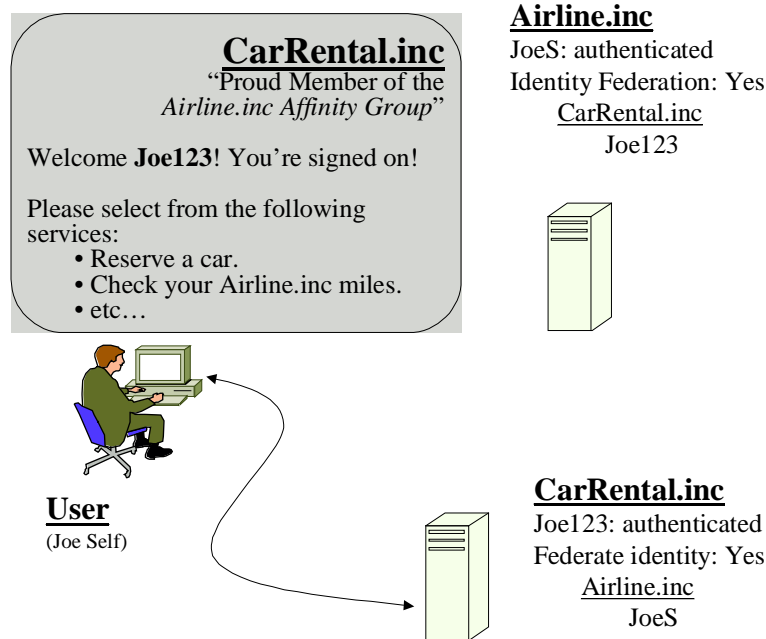 CarRental.inc
“Proud Member of the
Airline.inc Affinity Group”
Welcome Joe123! You’re signed on!
Please select from the following
services:
• Reserve a car.
• Check your Airline.inc miles.
• etc…
Airline.inc
JoeS: authenticated
Identity Federation: Yes
CarRental.inc
Joe123
User
(Joe Self)
CarRental.inc
Joe123: authenticated
Federate identity: Yes
Airline.inc
JoeS